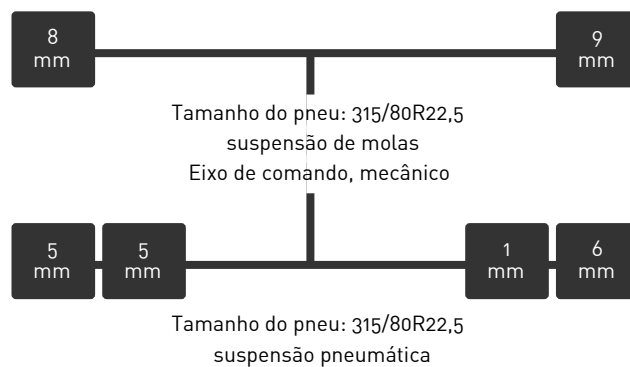 8
mm
9
mm
Tamanho do pneu: 315/80R22,5
suspensão de molas
Eixo de comando, mecânico
5
mm
5
mm
1
mm
6
mm
Tamanho do pneu: 315/80R22,5
suspensão pneumática